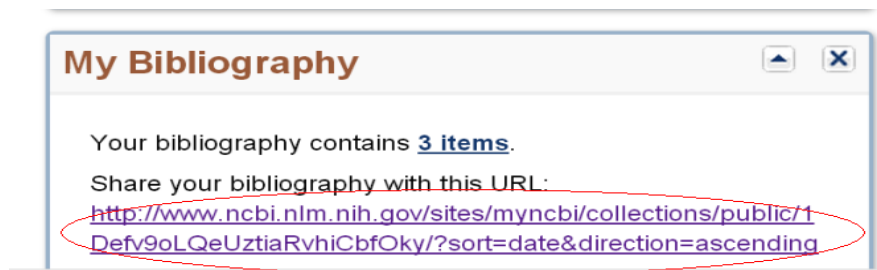 My Bibliography
Your bibliography contains 3 items.
Share your bibliography with this URL:
http://www.ncbi.nlm.nih.gov/sites/myncbi/collections/public/1
Defv9oLQeUztiaRvhiCbfOky/?sort=date&direction=ascending